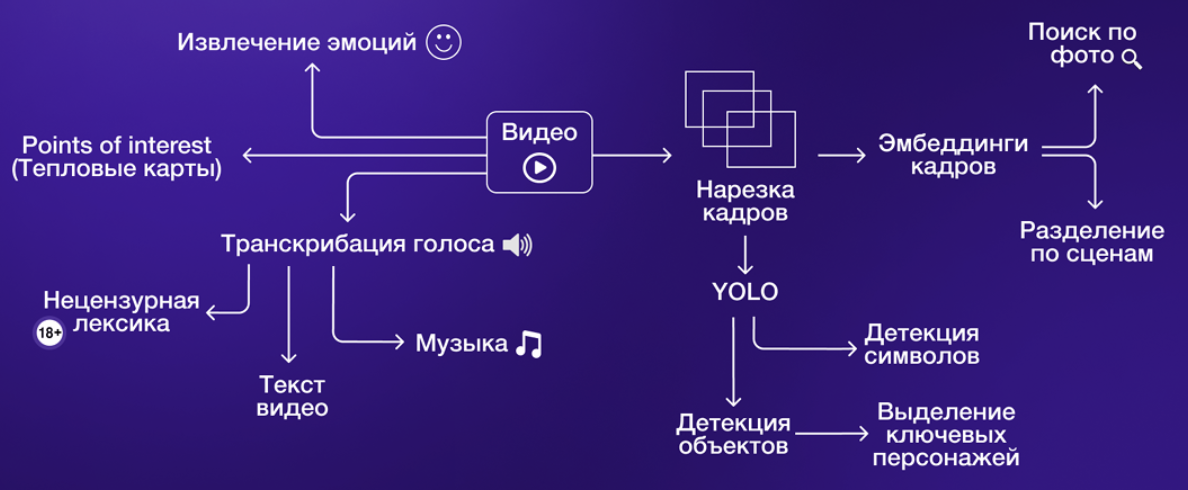 Извлечение эмоций
Points of interest
(Тепловые карты)
Видео
Транскрибация голоса
Нецензурная
18+ лексика
Текст
видео
Музыка
Нарезка
кадров
Эмбеддинги
кадров
Поиск по
фото
Разделение
по сценам
YOLO
Детекция
символов
Детекция
объектов
Выделение
ключевых
персонажей